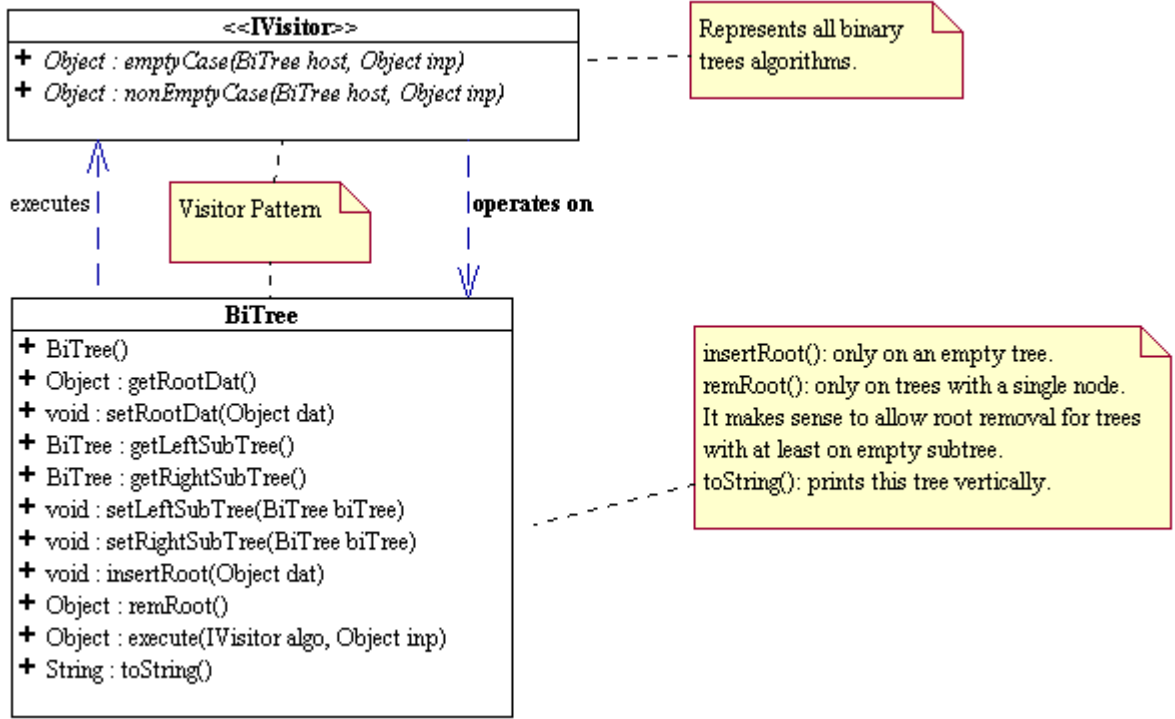 <<IVisitor>>
+ Object : emptyCase(BiTree host, Object inp)
+ Object : nonEmptyCase(BiTree host, Object inp)
Represents all binary
trees algorithms.
executes
Visitor Pattern
operates on
BiTree
+ BiTree()
+ Object : getRootDat()
+ void : setRootDat(Object dat)
+ BiTree : getLeftSubTree()
+ BiTree : getRightSubTree()
+ void : setLeftSubTree(BiTree biTree)
+ void : setRightSubTree(BiTree biTree)
+ void : insertRoot(Object dat)
+ Object : remRoot()
+ Object : execute(IVisitor algo, Object inp)
+ String : toString()
insertRoot(): only on an empty tree.
remRoot(): only on trees with a single node.
It makes sense to allow root removal for trees
with at least on empty subtree.
toString(): prints this tree vertically.